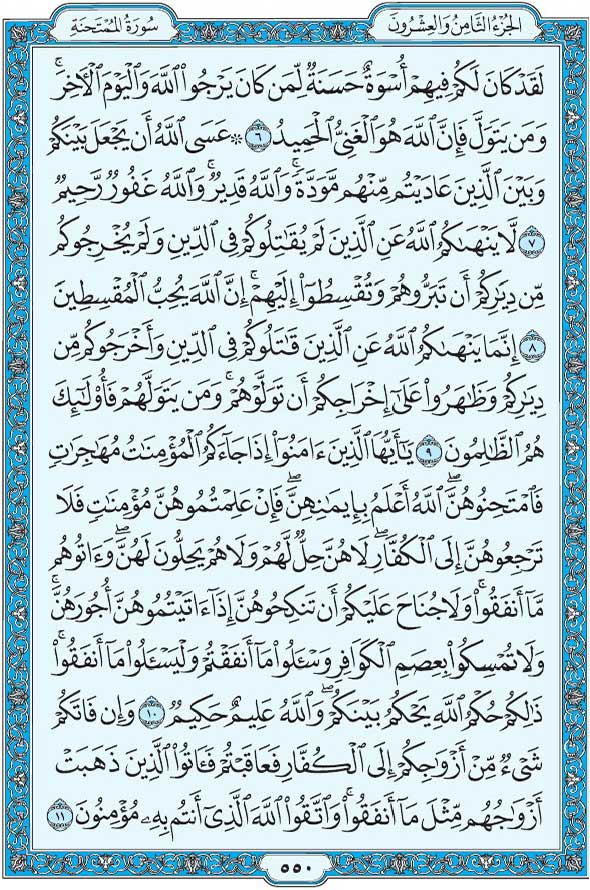 الجزء الثامن والعشرون
سورة الممتحنة
لَقَدْ كَانَ لَكُمْ فِيهِمْ أُسْوَةٌ حَسَنَةٌ لِّمَن كَانَ يَرْجُوا۟ ٱللَّهَ وَٱلْيَوْمَ ٱلْـَٔاخِرَ ۚ
وَمَن يَتَوَلَّ فَإِنَّ ٱللَّهَ هُوَ ٱلْغَنِىُّ ٱلْحَمِيدُ ٦ ۞ عَسَى ٱللَّهُ أَن يَجْعَلَ بَيْنَكُمْ
وَبَيْنَ ٱلَّذِينَ عَادَيْتُم مِّنْهُم مَّوَدَّةً ۚ وَٱللَّهُ قَدِيرٌ ۚ وَٱللَّهُ غَفُورٌ رَّحِيمٌ
٧ لَّا يَنْهَىٰكُمُ ٱللَّهُ عَنِ ٱلَّذِينَ لَمْ يُقَٰتِلُوكُمْ فِى ٱلدِّينِ وَلَمْ يُخْرِجُوكُم
مِّن دِيَٰرِكُمْ أَن تَبَرُّوهُمْ وَتُقْسِطُوٓا۟ إِلَيْهِمْ ۚ إِنَّ ٱللَّهَ يُحِبُّ ٱلْمُقْسِطِينَ
٨ إِنَّمَا يَنْهَىٰكُمُ ٱللَّهُ عَنِ ٱلَّذِينَ قَٰتَلُوكُمْ فِى ٱلدِّينِ وَأَخْرَجُوكُم مِّن
دِيَٰرِكُمْ وَظَٰهَرُوا۟ عَلَىٰٓ إِخْرَاجِكُمْ أَن تَوَلَّوْهُمْ ۚ وَمَن يَتَوَلَّهُمْ فَأُو۟لَٰٓئِكَ
هُمُ ٱلظَّٰلِمُونَ ٩ يَٰٓأَيُّهَا ٱلَّذِينَ ءَامَنُوٓا۟ إِذَا جَآءَكُمُ ٱلْمُؤْمِنَٰتُ مُهَٰجِرَٰتٍ
فَٱمْتَحِنُوهُنَّ ۖ ٱللَّهُ أَعْلَمُ بِإِيمَٰنِهِنَّ ۖ فَإِنْ عَلِمْتُمُوهُنَّ مُؤْمِنَٰتٍ فَلَا
تَرْجِعُوهُنَّ إِلَى ٱلْكُفَّارِ ۖ لَا هُنَّ حِلٌّ لَّهُمْ وَلَا هُمْ يَحِلُّونَ لَهُنَّ ۖ وَءَاتُوهُم
مَّآ أَنفَقُوا۟ ۚ وَلَا جُنَاحَ عَلَيْكُمْ أَن تَنكِحُوهُنَّ إِذَآ ءَاتَيْتُمُوهُنَّ أُجُورَهُنَّ ۚ
وَلَا تُمْسِكُوا۟ بِعِصَمِ ٱلْكَوَافِرِ وَسْـَٔلُوا۟ مَآ أَنفَقْتُمْ وَلْيَسْـَٔلُوا۟ مَآ أَنفَقُوا۟ ۚ
ذَٰلِكُمْ حُكْمُ ٱللَّهِ ۖ يَحْكُمُ بَيْنَكُمْ ۚ وَٱللَّهُ عَلِيمٌ حَكِيمٌ ١٠ وَإِن فَاتَكُمْ
شَىْءٌ مِّنْ أَزْوَٰجِكُمْ إِلَى ٱلْكُفَّارِ فَعَاقَبْتُمْ فَـَٔاتُوا۟ ٱلَّذِينَ ذَهَبَتْ
أَزْوَٰجُهُم مِّثْلَ مَآ أَنفَقُوا۟ ۚ وَٱتَّقُوا۟ ٱللَّهَ ٱلَّذِىٓ أَنتُم بِهِۦ مُؤْمِنُونَ ١١
٥٥٠